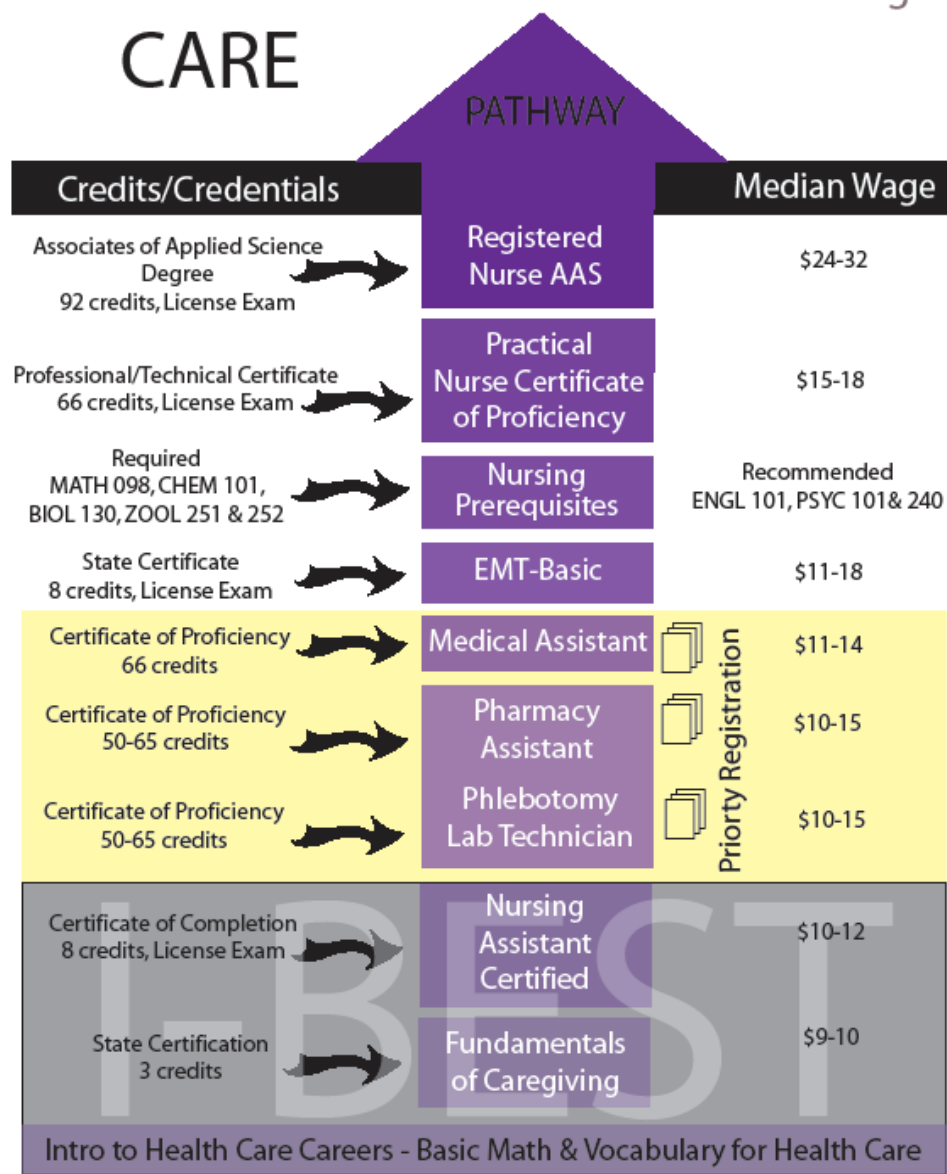 CARE
PATHWAY
Credits/Credentials
Median Wage
Associates of Applied Science
Degree
92 credits, License Exam
Registered
Nurse AAS
$24-32
Professional/Technical Certificate
66 credits, License Exam
Practical
Nurse Certificate
of Proficiency
$15-18
Required
MATH 098, CHEM 101,
BIOL 130, ZOOL 251 & 252
Nursing
Prerequisites
Recommended
ENGL 101, PSYC 101& 240
State Certificate
8 credits, License Exam
EMT-Basic
$11-18
Certificate of Proficiency
66 credits
Medical Assistant
$11-14
Certificate of Proficiency
50-65 credits
Pharmacy
Assistant
$10-15
Certificate of Proficiency
50-65 credits
Phlebotomy
Lab Technician
$10-15
Priorty Registration
Certificate of Completion
8 credits, License Exam
Nursing
Assistant
Certified
$10-12
State Certification
3 credits
Fundamentals
of Caregiving
$9-10
I-BEST
Intro to Health Care Careers - Basic Math & Vocabulary for Health Care